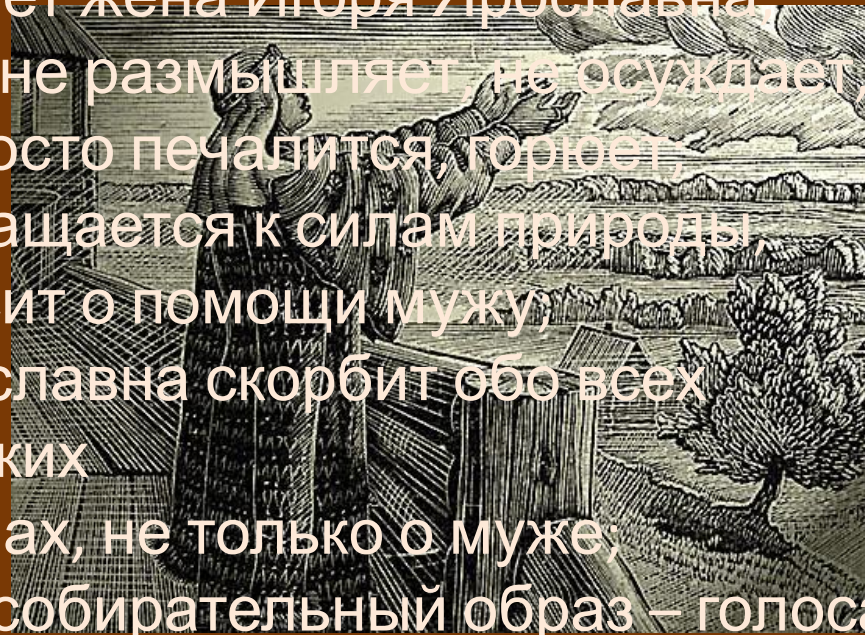 ет жена Игоря Ярославна,
не размышляет, не осуждает,
осто печалится, горюет;
ащается к силам природы,
ит о помощи мужу;
славна скорбит обо всех
ких
ах, не только о муже;
собирательный образ – голос